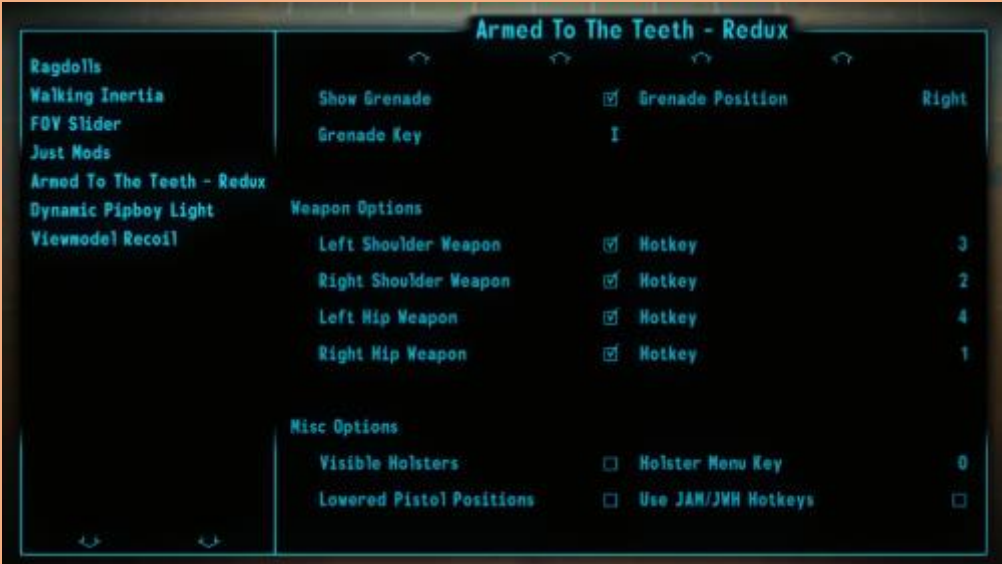 Armed To The Teeth - Redux
Ragdolls
Walking Inertia
FOV Slider
Just Mods
Armed To The Teeth - Redux
Dynamic Pipboy Light
Viewmodel Recoil
Show Grenade Grenade Position Right
Grenade Key I
Weapon Options
Left Shoulder Weapon Hotkey 3
Right Shoulder Weapon Hotkey 2
Left Hip Weapon Hotkey 4
Right Hip Weapon Hotkey 1
Misc Options
Visible Holsters Holster Menu Key 0
Lowered Pistol Positions Use JAM/JWH Hotkeys